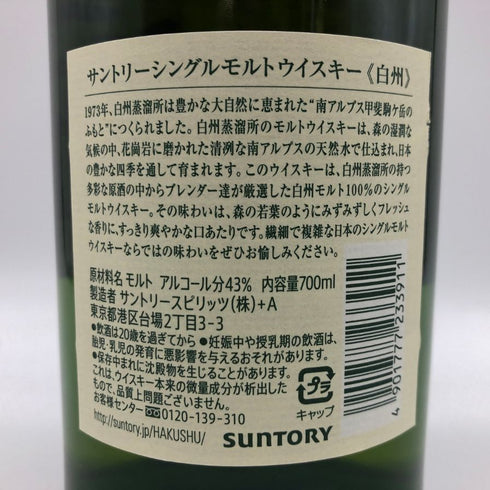 サントリーシングルモルトウイスキー《白州》
1973年、白州蒸溜所は豊かな大自然に恵まれた“南アルプス甲斐駒ケ岳の
ふもと”につくられました。白州蒸溜所のモルトウイスキーは、森の湿潤な
気候の中、花崗岩に磨かれた清冽な南アルプスの天然水で仕込まれ、日本
の豊かな四季を通して育まれます。このウイスキーは、白州蒸溜所の持つ
多彩な原酒の中からブレンダー達が厳選した白州モルト100%のシングル
モルトウイスキー。その味わいは、森の若葉のようにみずみずしくフレッシュ
な香りに、すっきり爽やかな口あたりです。繊細で複雑な日本のシングルモルト
ウイスキーならではの味わいをぜひお愉しみください。
原材料名 モルト アルコール分43% 内容量700ml
製造者 サントリースピリッツ(株)+A
東京都港区台場2丁目3-3
●飲酒は20歳を過ぎてから ●妊娠中や授乳期の飲酒は、
胎児・乳児の発育に悪影響を与えるおそれがあります。
●保存中まれに沈殿物を生じることがあります。
これは、ウイスキー本来の微量成分が析出した
もので、品質上問題ございません。
お客様センター 0120-139-310
http://suntory.jp/HAKUSHU/
SUNTORY
プラ
キャップ
4 901777 233911